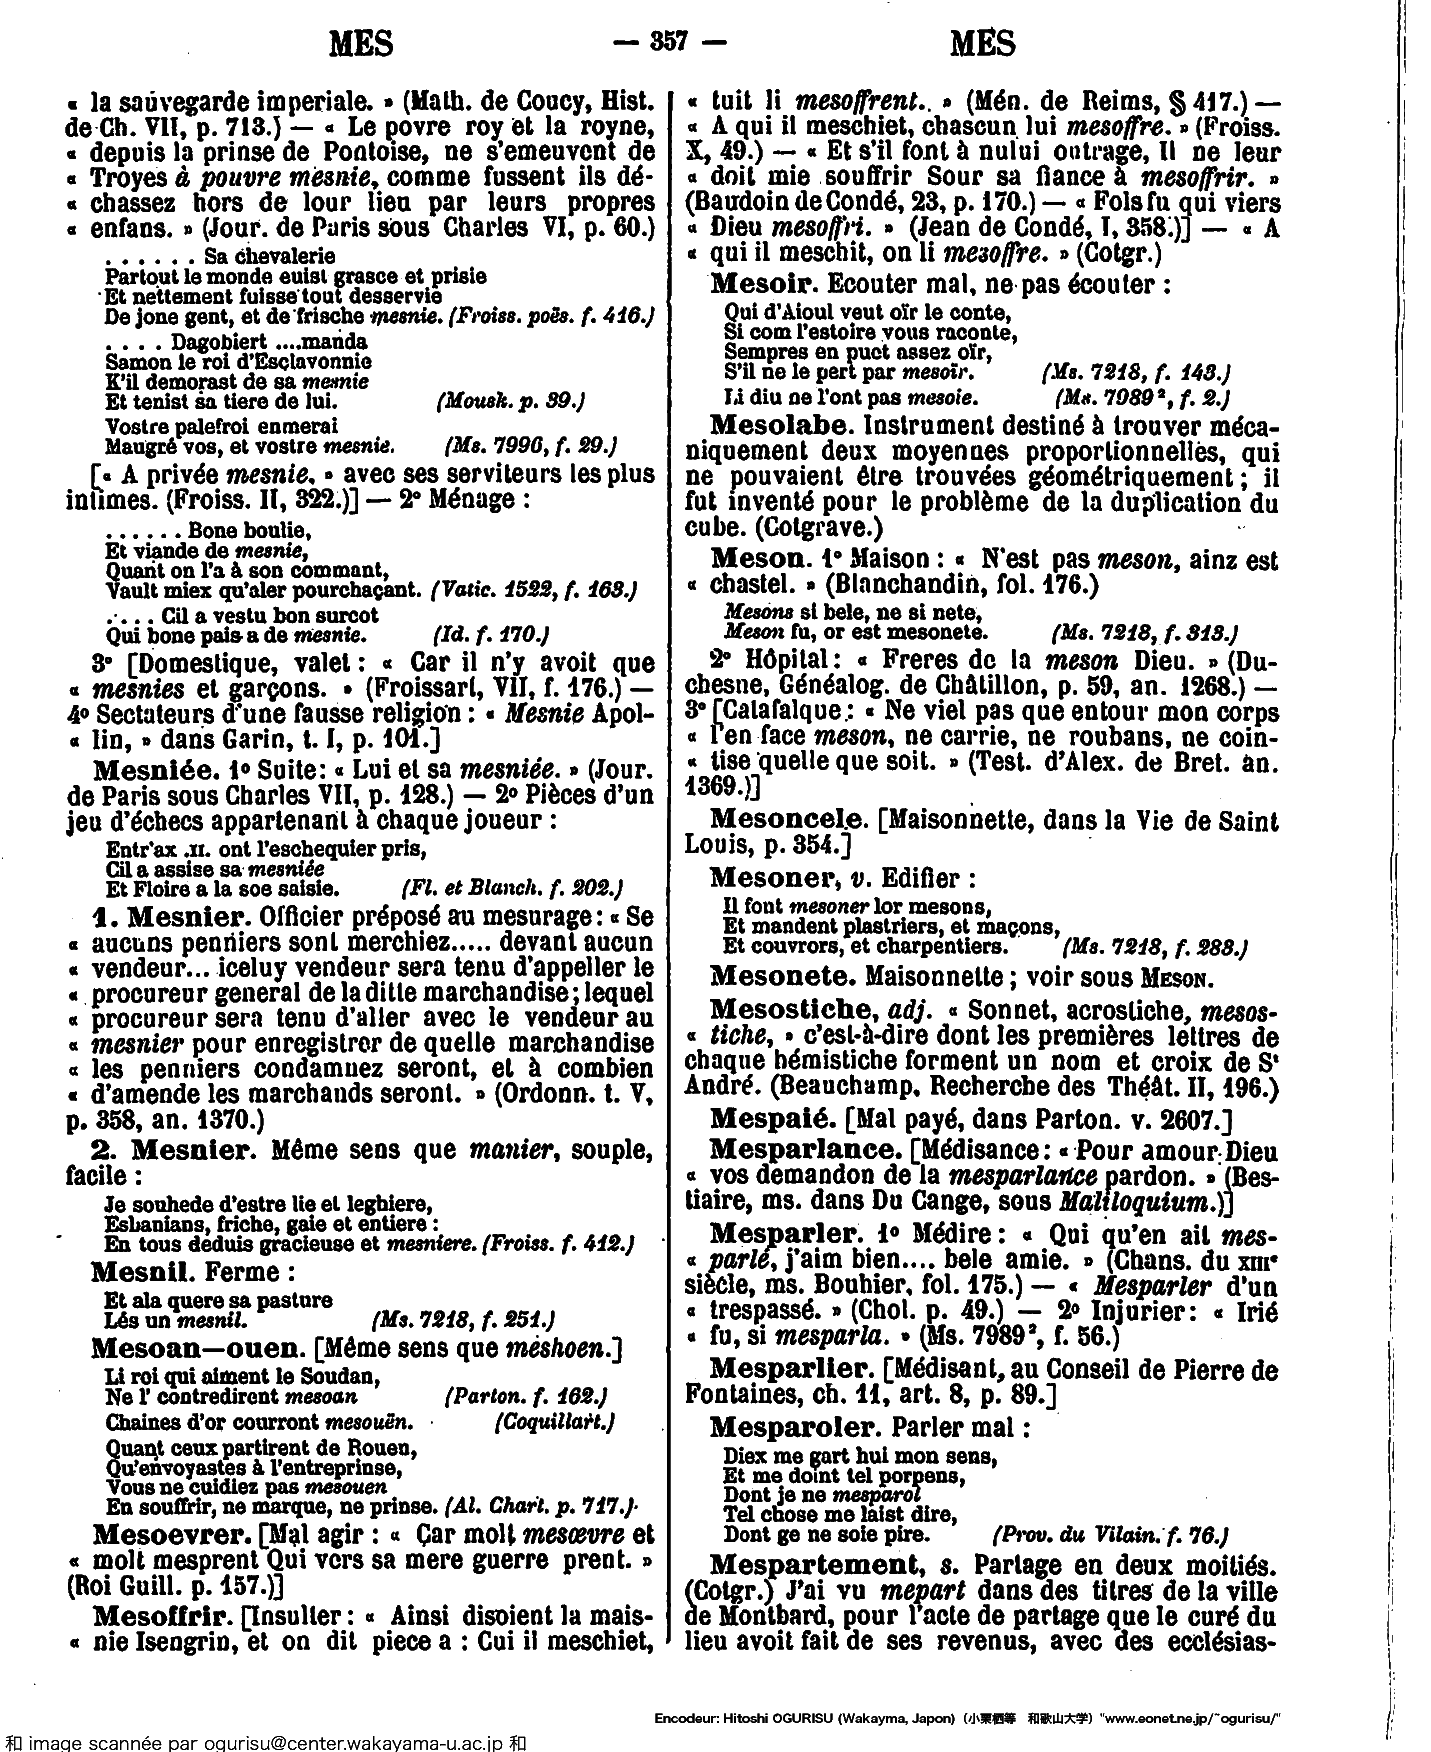 MES — 357 — MES
« la sauvegarde imperiale. » (Math. de Coucy, Hist.
de Ch. VII, p. 713.) — « Le povre roy et la royne,
« depuis la prinse de Pontoise, ne s'emeuvent de
« Troyes à pouvre mesnie, comme fussent ils dé-
« chassez hors de lour lieu par leurs propres
« enfans. » (Jour. de Paris sous Charles VI, p. 60.)
. . . . . . Sa chevalerie
Partout le monde euist grasce et prisie
Et nettement fuisse tout desservie
De jone gent, et de frische mesnie. (Froiss. poës. f. 416.)
. . . . Dagobiert ....manda
Samon le roi d'Esclavonnie
K'il demorast de sa mesnie
Et tenist sa tiere de lui. (Mousk. p. 39.)
Vostre palefroi enmerai
Maugré vos, et vostre mesnie. (Ms. 7996, f. 29.)
[« A privée mesnie, » avec ses serviteurs les plus
intimes. (Froiss. II, 322.)] — 2° Ménage :
. . . . . . Bone boulie,
Et viande de mesnie,
Quant on l'a à son commant,
Vault miex qu'aler pourchaçant. (Vatic. 1522, f. 163.)
. . . . Cil a vestu bon surcot
Qui bone pais a de mesnie. (Id. f. 170.)
3° [Domestique, valet : « Car il n'y avoit que
« mesnies et garçons. » (Froissart, VII, f. 176.) —
4° Sectateurs d'une fausse religion : « Mesnie Apol-
« lin, » dans Garin, t. I, p. 101.]
Mesniée. 1° Suite : « Lui et sa mesniée. » (Jour.
de Paris sous Charles VII, p. 128.) — 2° Pièces d'un
jeu d'échecs appartenant à chaque joueur :
Entr'ax .II. ont l'eschequier pris,
Cil a assise sa mesniée
Et Floire a la soe saisie. (Fl. et Blanch. f. 202.)
1. Mesnier. Officier préposé au mesurage : « Se
« aucuns penniers sont merchiez..... devant aucun
« vendeur... iceluy vendeur sera tenu d'appeller le
« procureur general de la ditte marchandise ; lequel
« procureur sera tenu d'aller avec le vendeur au
« mesnier pour enregistrer de quelle marchandise
« les penniers condamnez seront, et à combien
« d'amende les marchands seront. » (Ordonn. t. V,
p. 358, an. 1370.)
2. Mesnier. Même sens que manier, souple,
facile :
Je souhede d'estre lie et leghiere,
Esbanians, friche, gaie et entiere :
En tous deduis gracieuse et mesniere. (Froiss. f. 412.)
Mesnil. Ferme :
Et ala quere sa pasture
Lés un mesnil. (Ms. 7218, f. 251.)
Mesoan—ouen. [Même sens que meshoen.]
Li roi qui aiment le Soudan,
Ne l' contredirent mesoan (Parton. f. 162.)
Chaines d'or courront mesouën. (Coquillart.)
Quant ceux partirent de Rouen,
Qu'envoyastes à l'entreprinse,
Vous ne cuidiez pas mesouen
En souffrir, ne marque, ne prinse. (Al. Chart. p. 717.)
Mesoevrer. [Mal agir : « Car molt mesœvre et
« molt mesprent Qui vers sa mere guerre prent. »
(Roi Guill. p. 157.)]
Mesoffrir. [Insulter : « Ainsi disoient la mais-
« nie Isengrin, et on dit piece a : Cui il meschiet,
« tuit li mesoffrent. » (Mén. de Reims, § 417.) —
« A qui il meschiet, chascun lui mesoffre. » (Froiss.
X, 49.) — « Et s'il font à nului outrage, Il ne leur
« doit mie souffrir Sour sa fiance à mesoffrir. »
(Baudoin de Condé, 23, p. 170.) — « Fols fu qui viers
« Dieu mesoffri. » (Jean de Condé, I, 358.)] — « A
« qui il meschit, on li mesoffre. » (Cotgr.)
Mesoir. Ecouter mal, ne pas écouter :
Qui d'Aioul veut oïr le conte,
Si com l'estoire vous raconte,
Sempres en puet assez oïr,
S'il ne le pert par mesoïr. (Ms. 7218, f. 143.)
Li diu ne l'ont pas mesoie. (Ms. 7989², f. 2.)
Mesolabe. Instrument destiné à trouver méca-
niquement deux moyennes proportionnelles, qui
ne pouvaient être trouvées géométriquement ; il
fut inventé pour le problème de la duplication du
cube. (Cotgrave.)
Meson. 1° Maison : « N'est pas meson, ainz est
« chastel. » (Blanchandin, fol. 176.)
Mesons si bele, ne si nete,
Meson fu, or est mesonete. (Ms. 7218, f. 313.)
2° Hôpital : « Freres de la meson Dieu. » (Du-
chesne, Généalog. de Châtillon, p. 59, an. 1268.) —
3° [Catafalque : « Ne viel pas que entour mon corps
« l'en face meson, ne carrie, ne roubans, ne coin-
« tise quelle que soit. » (Test. d'Alex. de Bret. an.
1369.)]
Mesoncele. [Maisonnette, dans la Vie de Saint
Louis, p. 354.]
Mesoner, v. Edifier :
Il font mesoner lor mesons,
Et mandent plastriers, et maçons,
Et couvrors, et charpentiers. (Ms. 7218, f. 283.)
Mesonete. Maisonnette ; voir sous MESON.
Mesostiche, adj. « Sonnet, acrostiche, mesos-
« tiche, » c'est-à-dire dont les premières lettres de
chaque hémistiche forment un nom et croix de Sᵗ
André. (Beauchamp, Recherche des Théât. II, 196.)
Mespaié. [Mal payé, dans Parton. v. 2607.]
Mesparlance. [Médisance : « Pour amour Dieu
« vos demandon de la mesparlance pardon. » (Bes-
tiaire, ms. dans Du Cange, sous Maliloquium.)]
Mesparler. 1° Médire : « Qui qu'en ait mes-
« parlé, j'aim bien.... bele amie. » (Chans. du XIIIᵉ
siècle, ms. Bouhier, fol. 175.) — « Mesparler d'un
« trespassé. » (Chol. p. 49.) — 2° Injurier : « Irié
« fu, si mesparla. » (Ms. 7989², f. 56.)
Mesparlier. [Médisant, au Conseil de Pierre de
Fontaines, ch. 11, art. 8, p. 89.]
Mesparoler. Parler mal :
Diex me gart hui mon sens,
Et me doint tel porpens,
Dont je ne mesparol
Tel chose me laist dire,
Dont ge ne soie pire. (Prov. du Vilain. f. 76.)
Mespartement, s. Partage en deux moitiés.
(Cotgr.) J'ai vu mepart dans des titres de la ville
de Montbard, pour l'acte de partage que le curé du
lieu avoit fait de ses revenus, avec des ecclésias-
Encodeur: Hitoshi OGURISU (Wakayma, Japon) (小栗栖等 和歌山大学) "www.eonet.ne.jp/~ogurisu/"
和 image scannée par ogurisu@center.wakayama-u.ac.jp 和